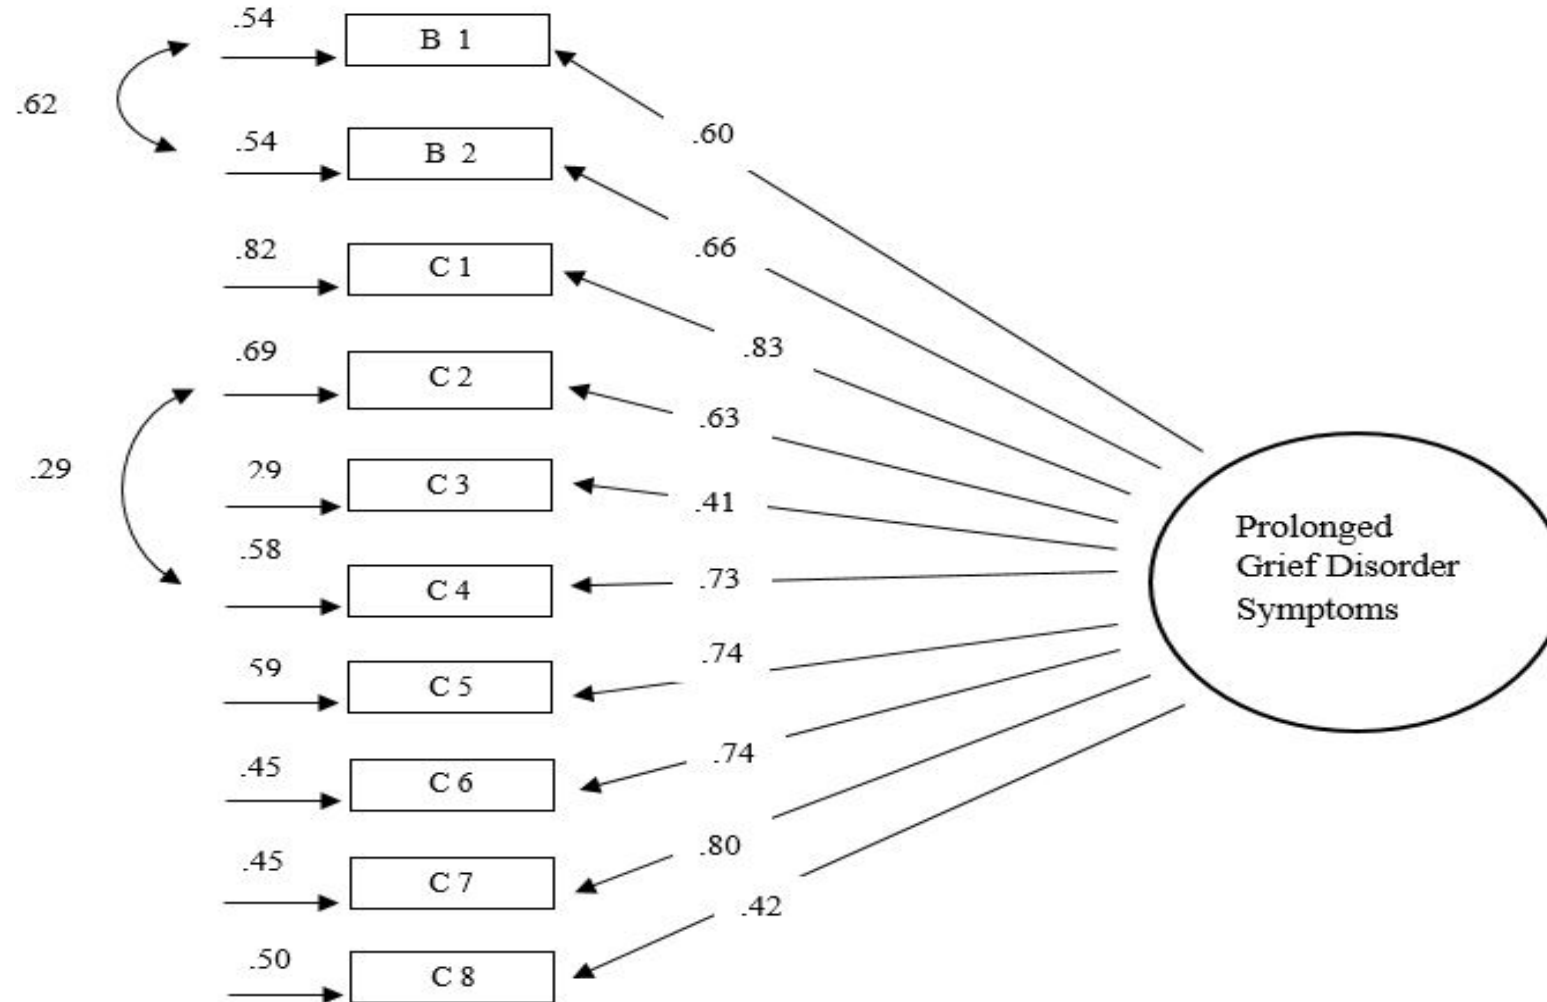 .54
B 1
.62
.60
.54
B 2
.66
.82
C 1
.83
.69
C 2
.63
.29
.29
C 3
.41
.58
C 4
.73
Prolonged
Grief Disorder
Symptoms
.59
C 5
.74
.45
C 6
.74
.45
C 7
.80
.42
.50
C 8